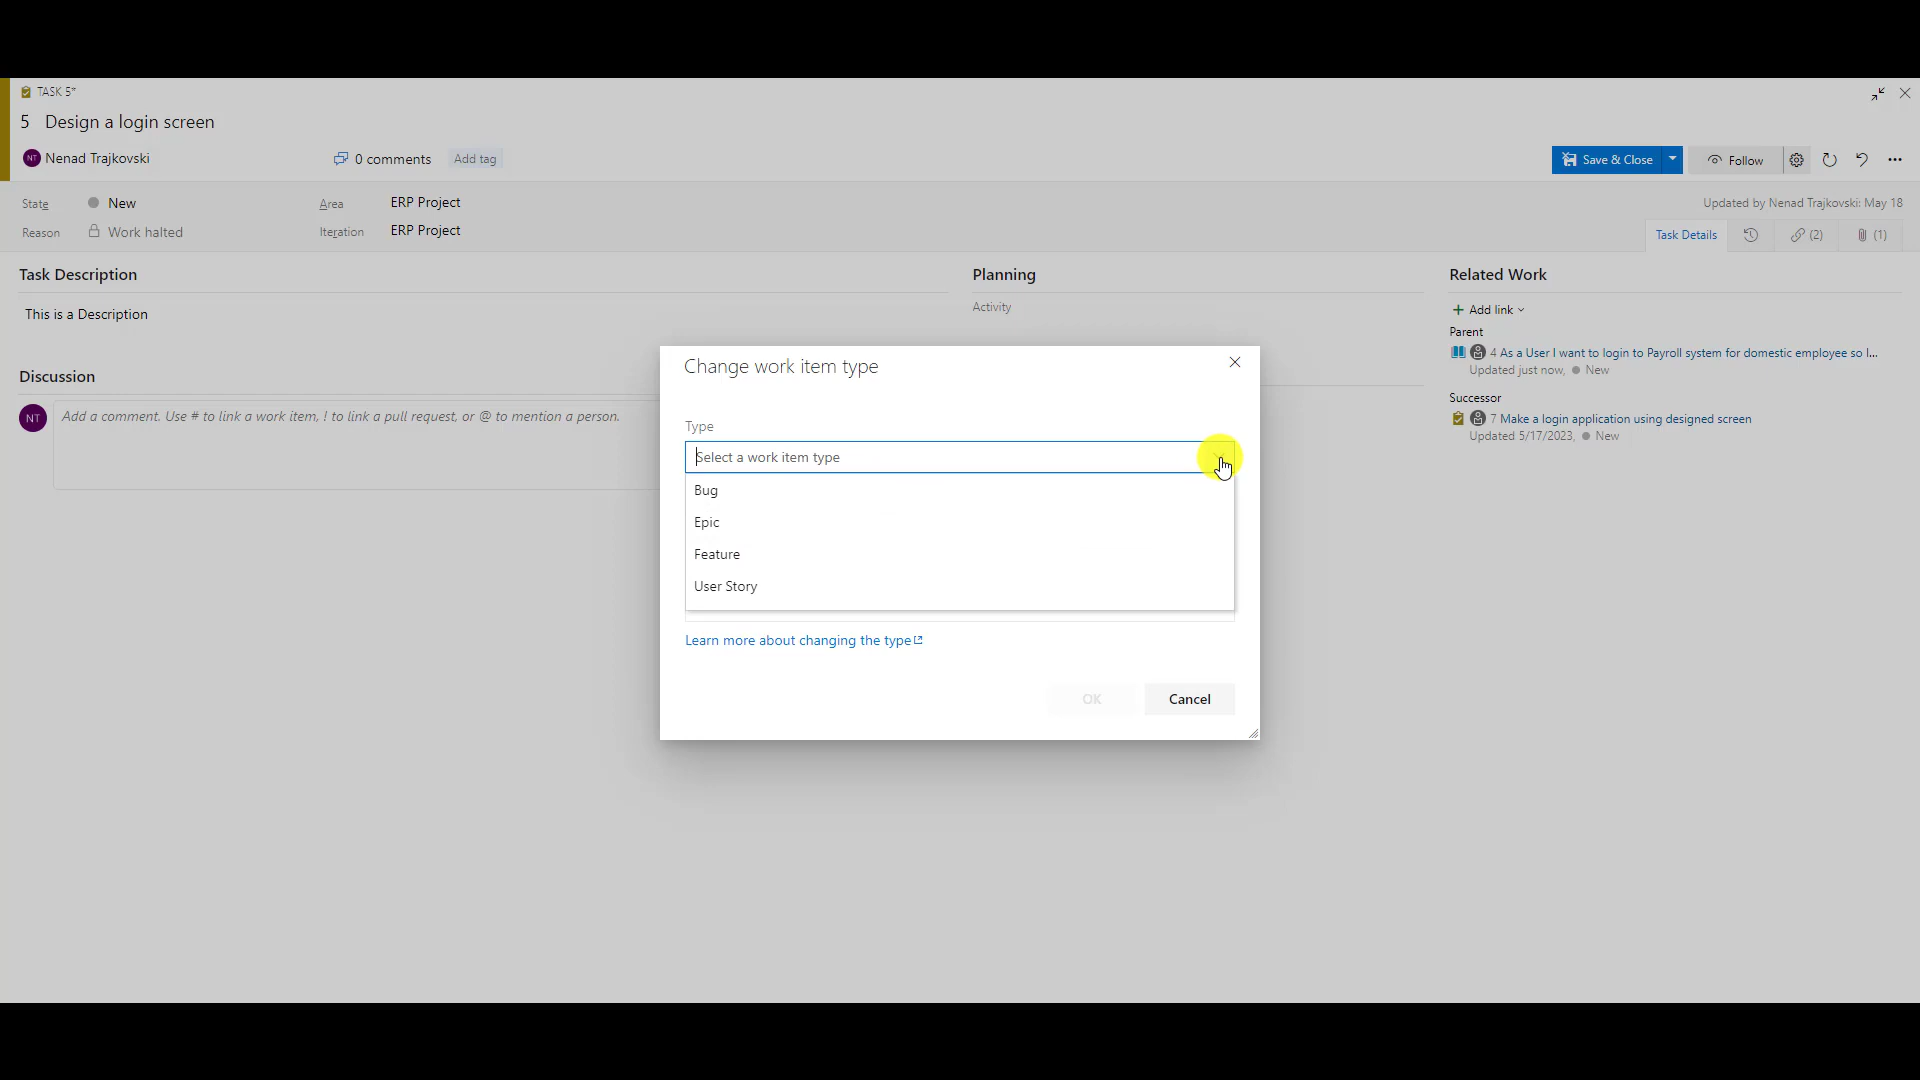 TASK 5*
5 Design a login screen
NT Nenad Trajkovski
0 comments
Add tag
Save & Close
Follow
State
New
Area
ERP Project
Updated by Nenad Trajkovski: May 18
Reason
Work halted
Iteration
ERP Project
Task Details
(2)
(1)
Task Description
This is a Description
Planning
Activity
Related Work
Add link
Parent
4 As a User I want to login to Payroll system for domestic employee so I...
Updated just now, New
Successor
7 Make a login application using designed screen
Updated 5/17/2023, New
Discussion
NT
Add a comment. Use # to link a work item, ! to link a pull request, or @ to mention a person.
Change work item type
Type
Select a work item type
Bug
Epic
Feature
User Story
Learn more about changing the type
OK
Cancel